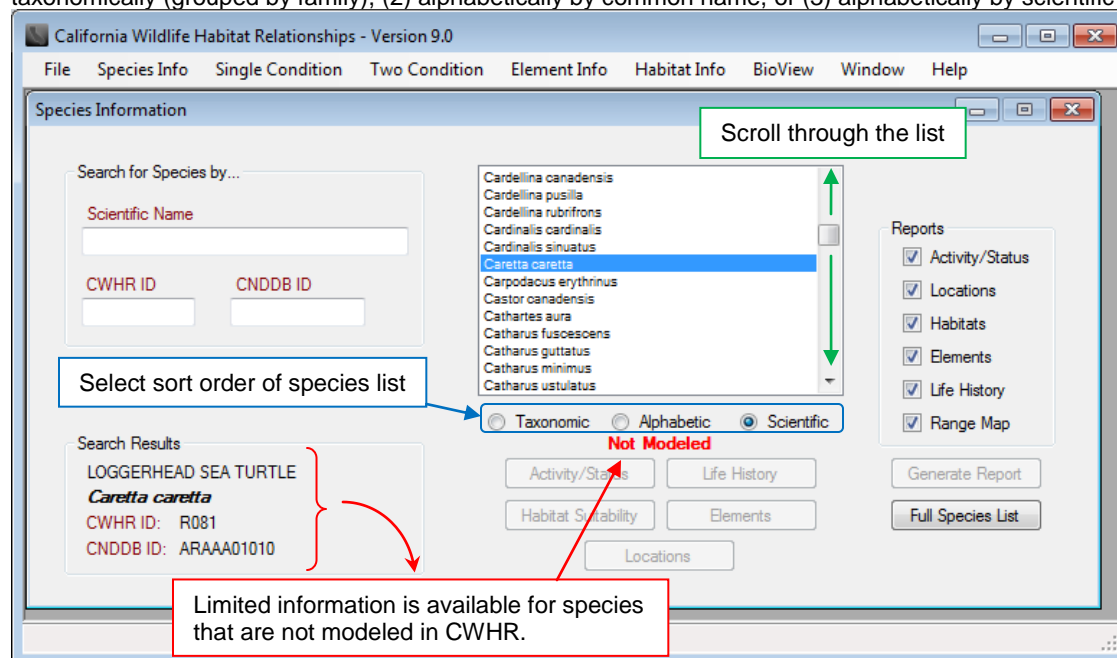 taxonomically (grouped by family), (2) alphabetically by common name, or (3) alphabetically by scientific
California Wildlife Habitat Relationships - Version 9.0
File Species Info Single Condition Two Condition Element Info Habitat Info BioView Window Help
Species Information
Scroll through the list
Search for Species by...
Scientific Name
CWHR ID CNDDB ID
Cardellina canadensis
Cardellina pusilla
Cardellina rubrifrons
Cardinalis cardinalis
Cardinalis sinuatus
Caretta caretta
Carpodacus erythrinus
Castor canadensis
Cathartes aura
Catharus fuscescens
Catharus guttatus
Catharus minimus
Catharus ustulatus
Reports
Activity/Status
Locations
Habitats
Elements
Life History
Range Map
Select sort order of species list
Taxonomic Alphabetic Scientific
Not Modeled
Search Results
LOGGERHEAD SEA TURTLE
Caretta caretta
CWHR ID: R081
CNDDB ID: ARAAA01010
Activity/Status Life History
Habitat Suitability Elements
Locations
Generate Report
Full Species List
Limited information is available for species
that are not modeled in CWHR.